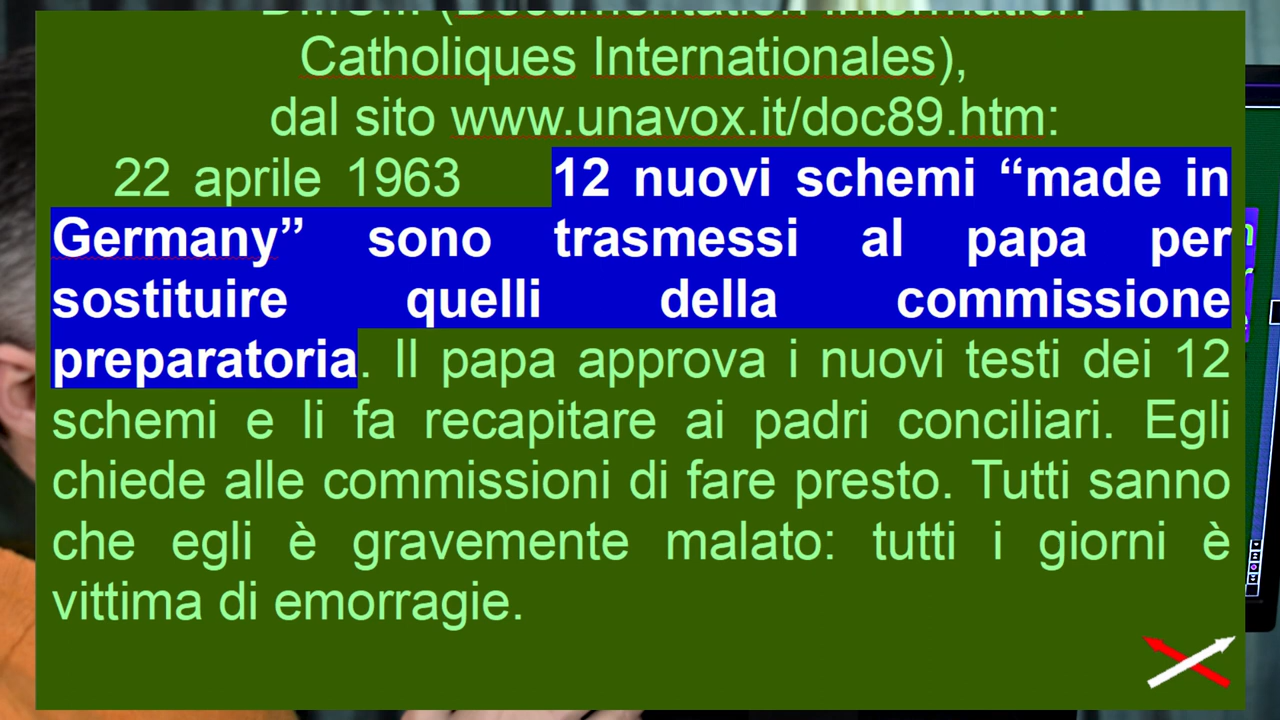 Catholiques Internationales),
dal sito www.unavox.it/doc89.htm:
22 aprile 1963 12 nuovi schemi “made in
Germany” sono trasmessi al papa per
sostituire quelli della commissione
preparatoria. Il papa approva i nuovi testi dei 12
schemi e li fa recapitare ai padri conciliari. Egli
chiede alle commissioni di fare presto. Tutti sanno
che egli è gravemente malato: tutti i giorni è
vittima di emorragie.